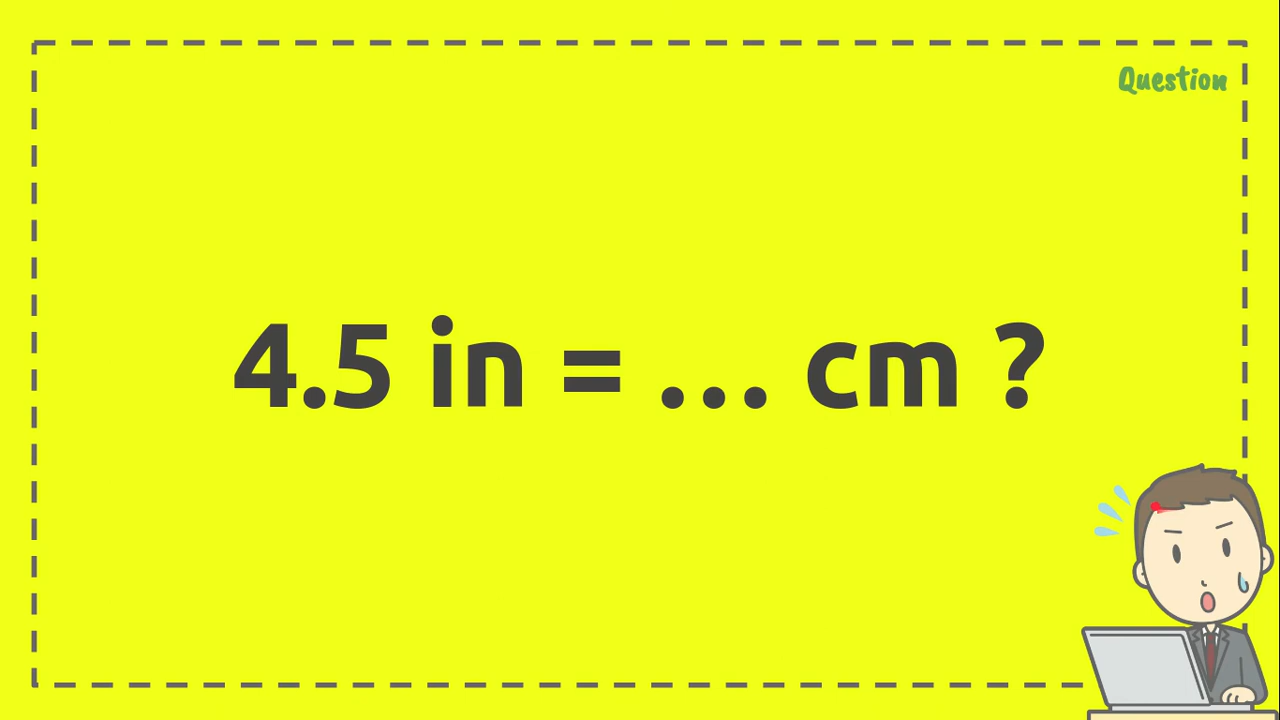 Question
4.5 in = ... cm ?